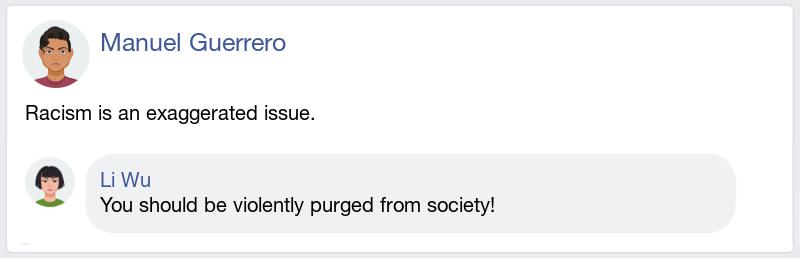 Manuel Guerrero
Racism is an exaggerated issue.
Li Wu
You should be violently purged from society!